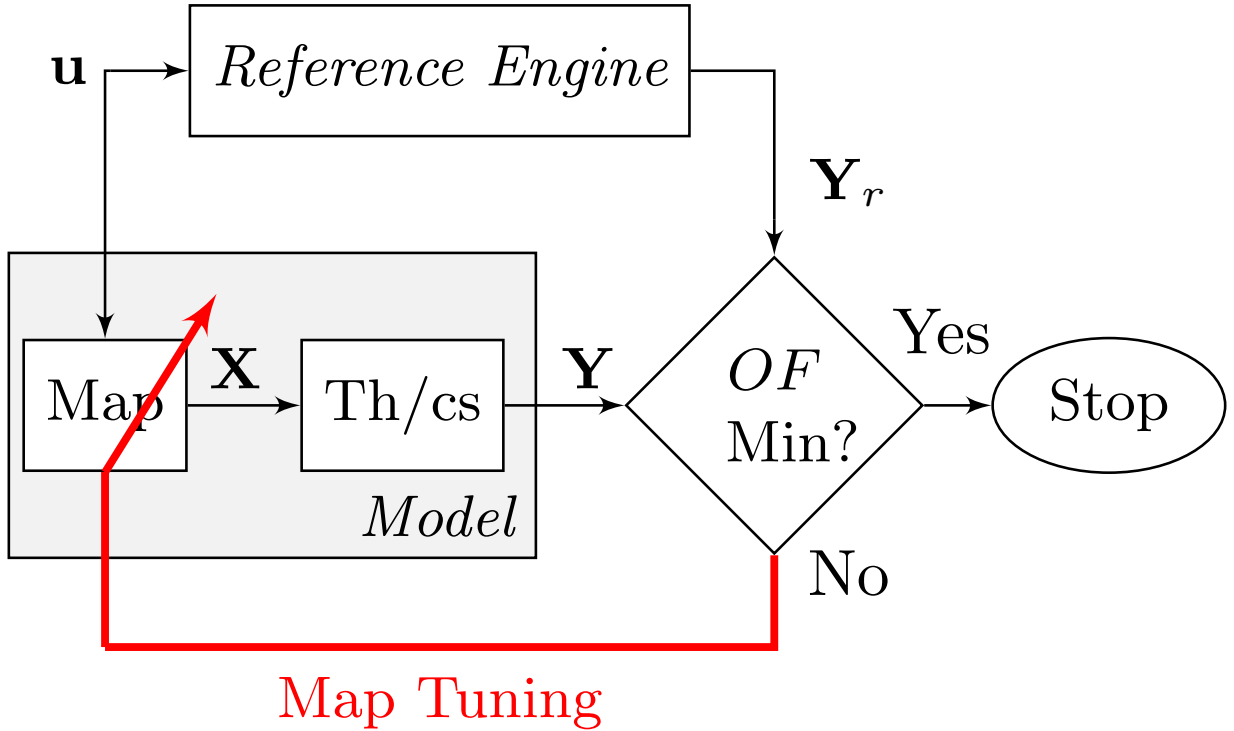 u
Reference Engine
Y_r
Map
X
Th/cs
Y
OF
Min?
Yes
Stop
Model
No
Map Tuning